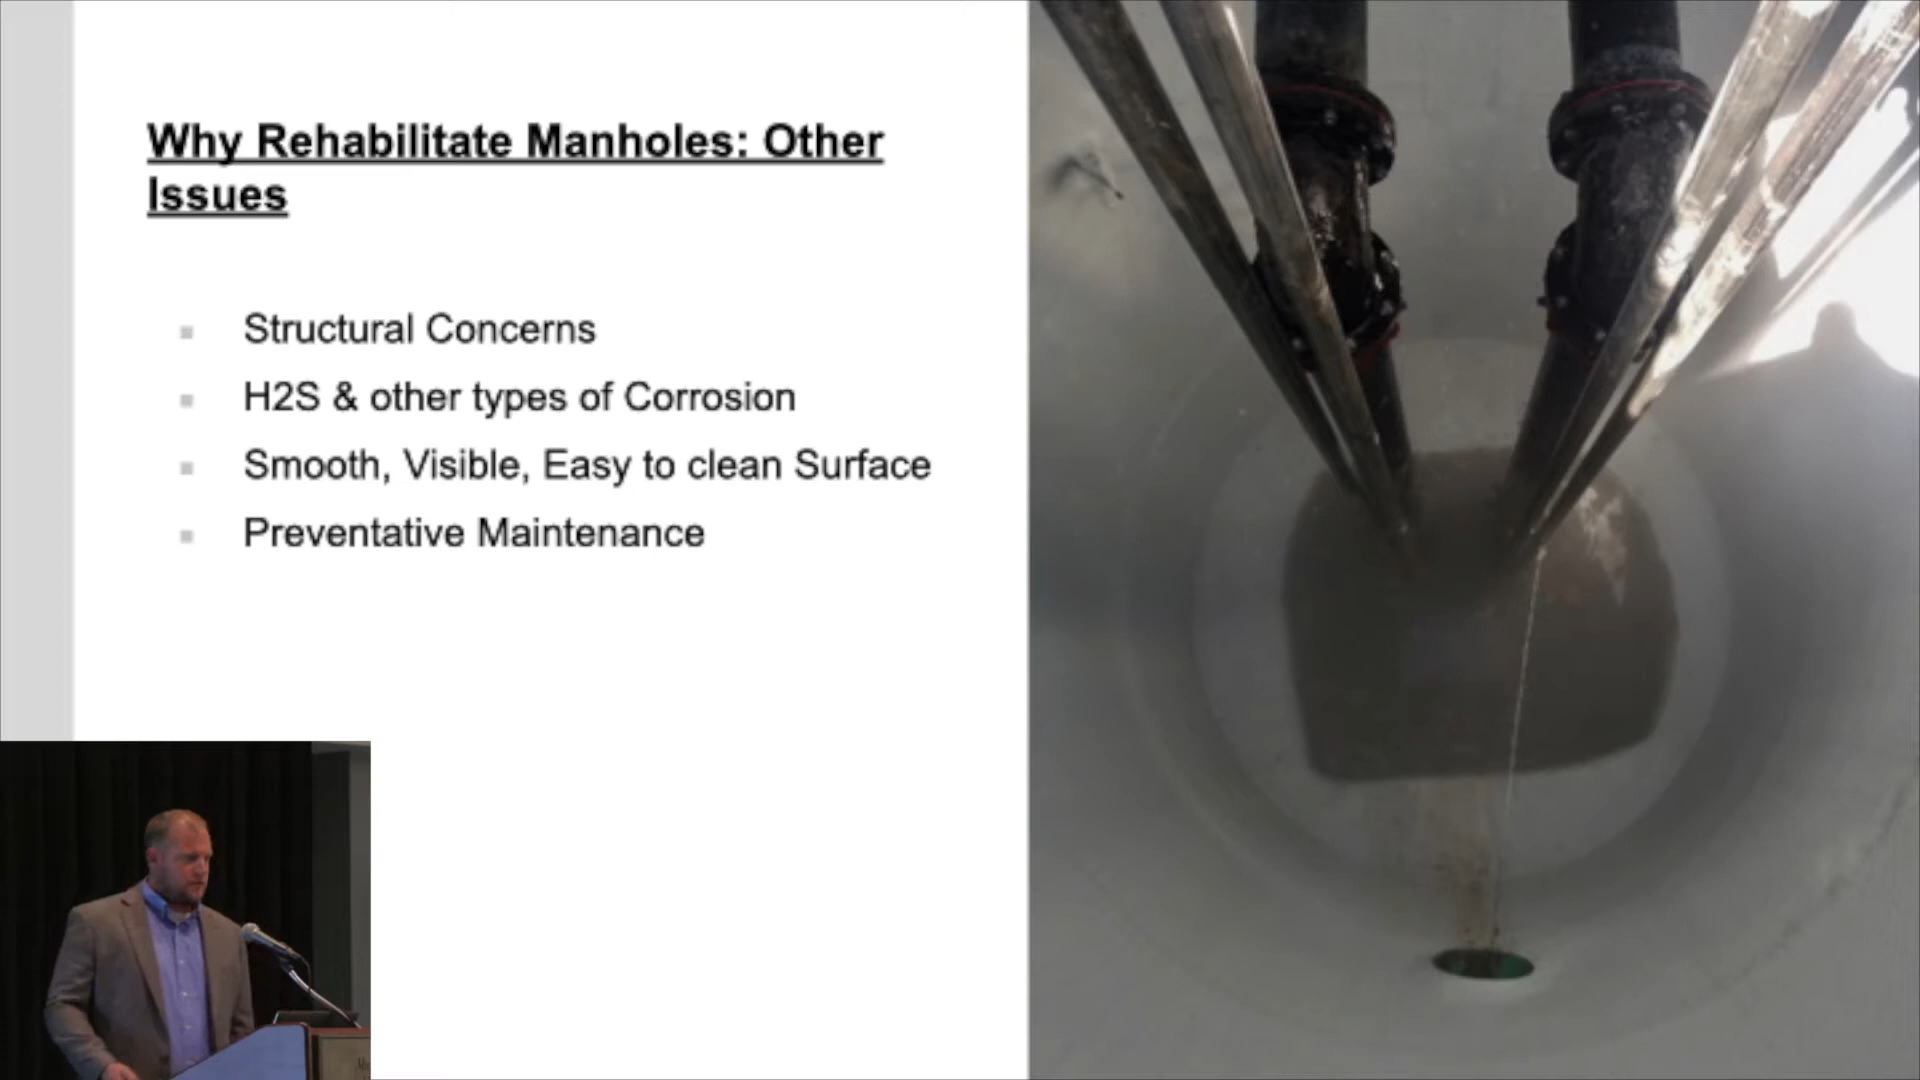 Why Rehabilitate Manholes: Other
Issues
Structural Concerns
H2S & other types of Corrosion
Smooth, Visible, Easy to clean Surface
Preventative Maintenance